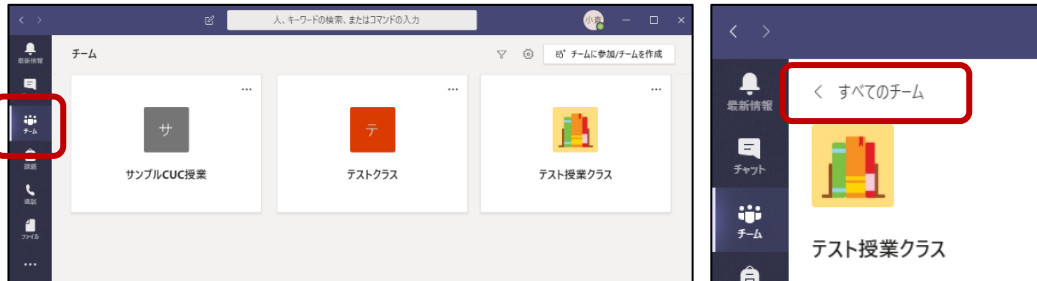 人、キーワードの検索、またはコマンドの入力
小真
最新情報
チーム
チームに参加/チームを作成
チーム
課題
通話
ファイル
サ
サンプルCUC授業
テ
テストクラス
テスト授業クラス
最新情報
チャット
チーム
すべてのチーム
テスト授業クラス